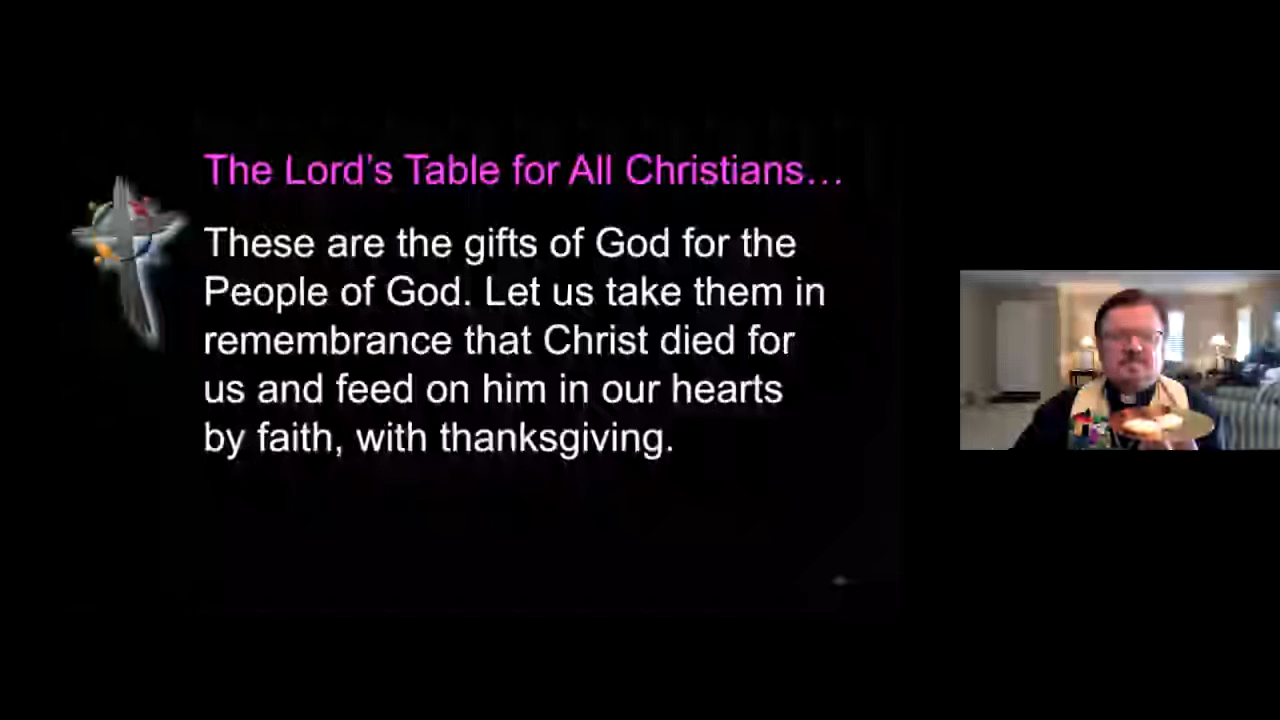 The Lord's Table for All Christians…
These are the gifts of God for the
People of God. Let us take them in
remembrance that Christ died for
us and feed on him in our hearts
by faith, with thanksgiving.